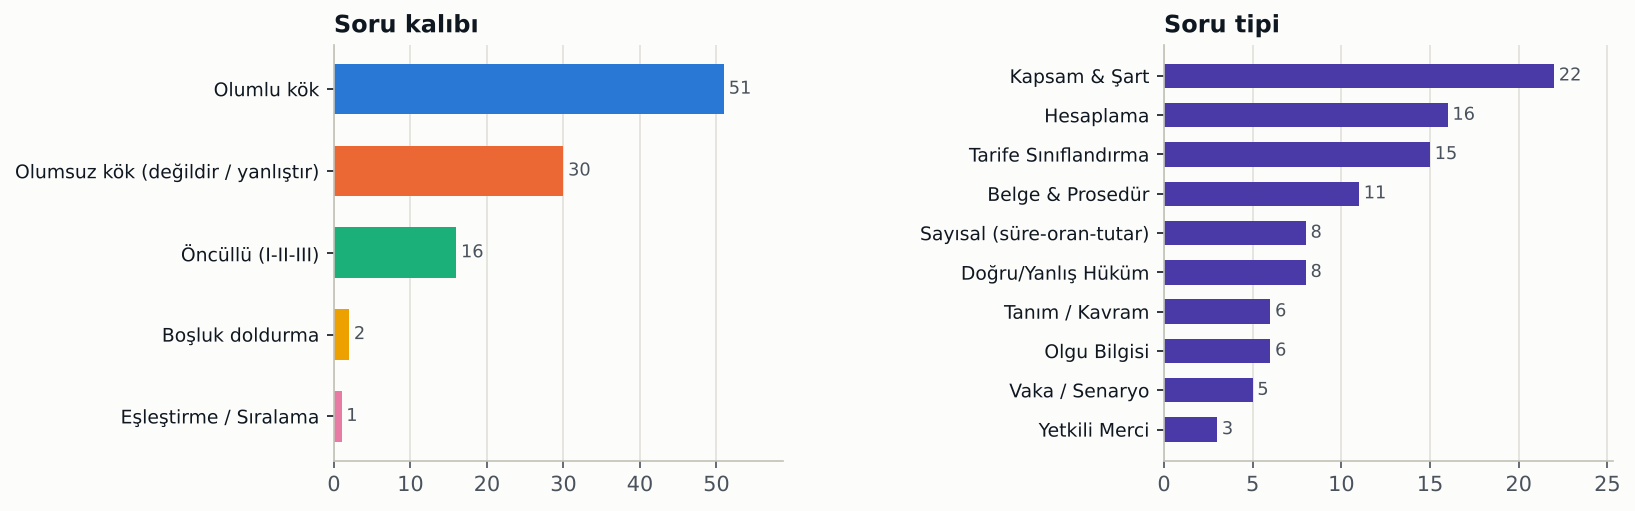 Soru kalıbı
Olumlu kök
51
Olumsuz kök (değildir / yanlıştır)
30
Öncüllü (I-II-III)
16
Boşluk doldurma
2
Eşleştirme / Sıralama
1
0 10 20 30 40 50
Soru tipi
Kapsam & Şart
22
Hesaplama
16
Tarife Sınıflandırma
15
Belge & Prosedür
11
Sayısal (süre-oran-tutar)
8
Doğru/Yanlış Hüküm
8
Tanım / Kavram
6
Olgu Bilgisi
6
Vaka / Senaryo
5
Yetkili Merci
3
0 5 10 15 20 25